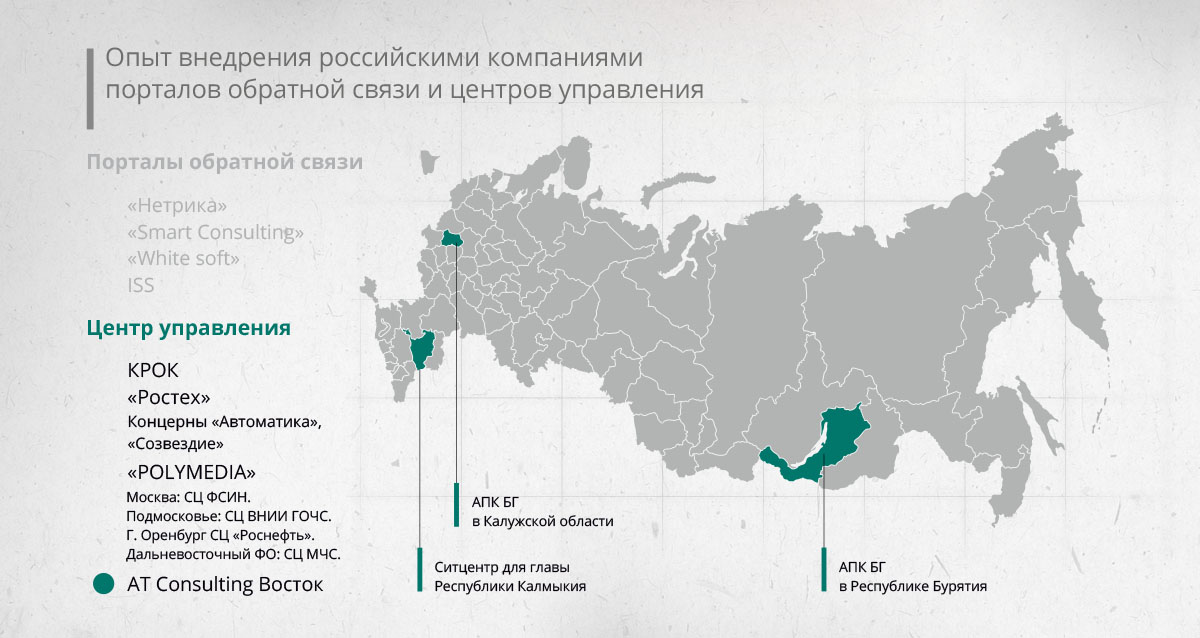 Опыт внедрения российскими компаниями
порталов обратной связи и центров управления
Порталы обратной связи
«Нетрика»
«Smart Consulting»
«White soft»
ISS
Центр управления
КРОК
«Ростех»
Концерны «Автоматика»,
«Созвездие»
«POLYMEDIA»
Москва: СЦ ФСИН.
Подмосковье: СЦ ВНИИ ГОЧС.
Г. Оренбург СЦ «Роснефть».
Дальневосточный ФО: СЦ МЧС.
AT Consulting Восток
АПК БГ
в Калужской области
Ситцентр для главы
Республики Калмыкия
АПК БГ
в Республике Бурятия